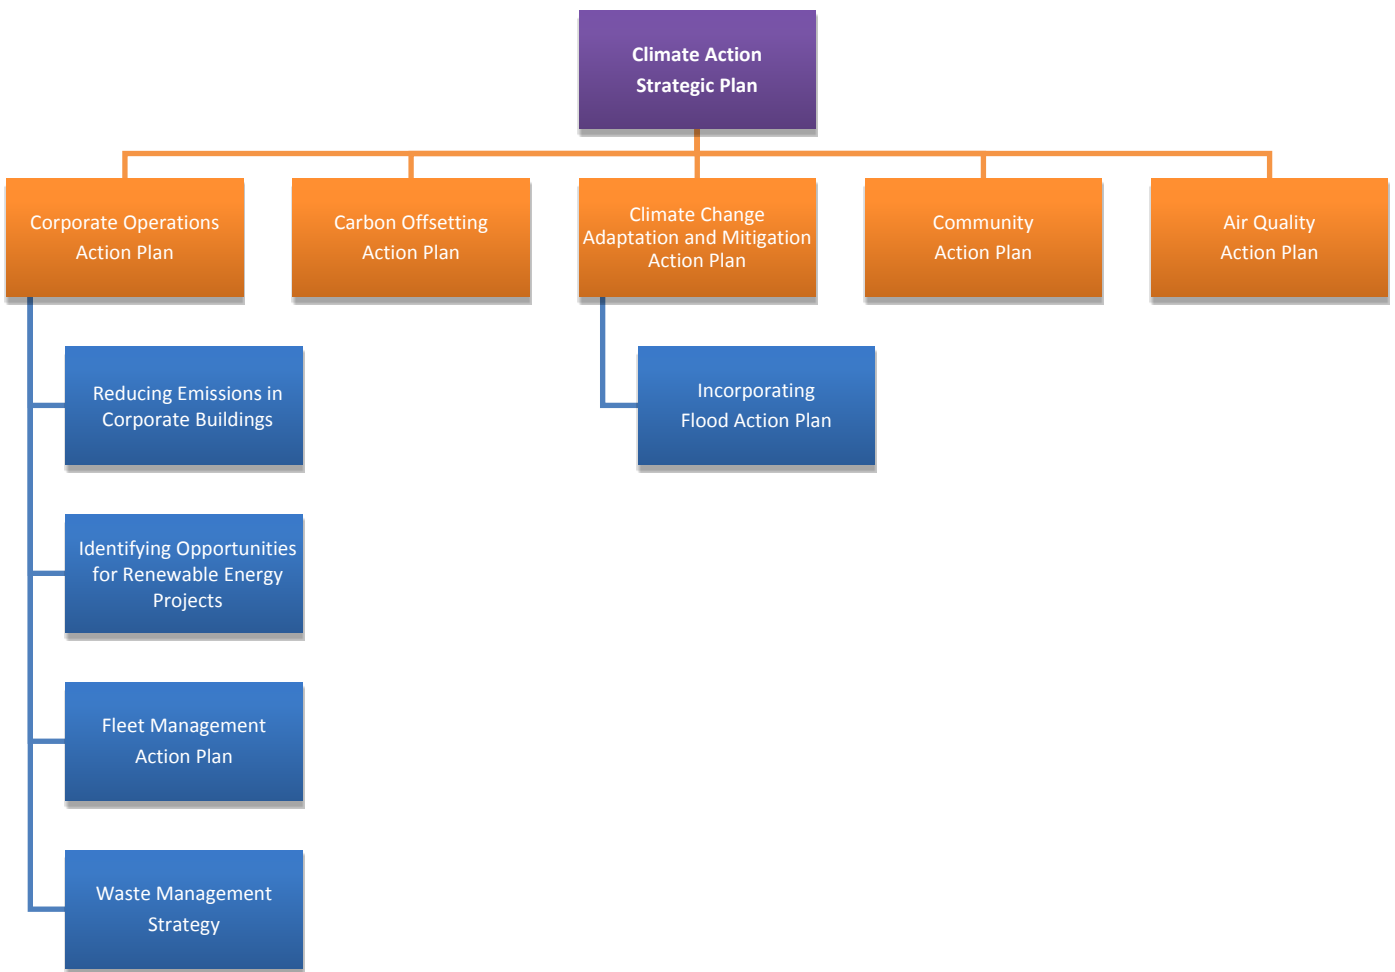 Climate Action
Strategic Plan
Corporate Operations
Action Plan
Carbon Offsetting
Action Plan
Climate Change
Adaptation and Mitigation
Action Plan
Community
Action Plan
Air Quality
Action Plan
Reducing Emissions in
Corporate Buildings
Incorporating
Flood Action Plan
Identifying Opportunities
for Renewable Energy
Projects
Fleet Management
Action Plan
Waste Management
Strategy